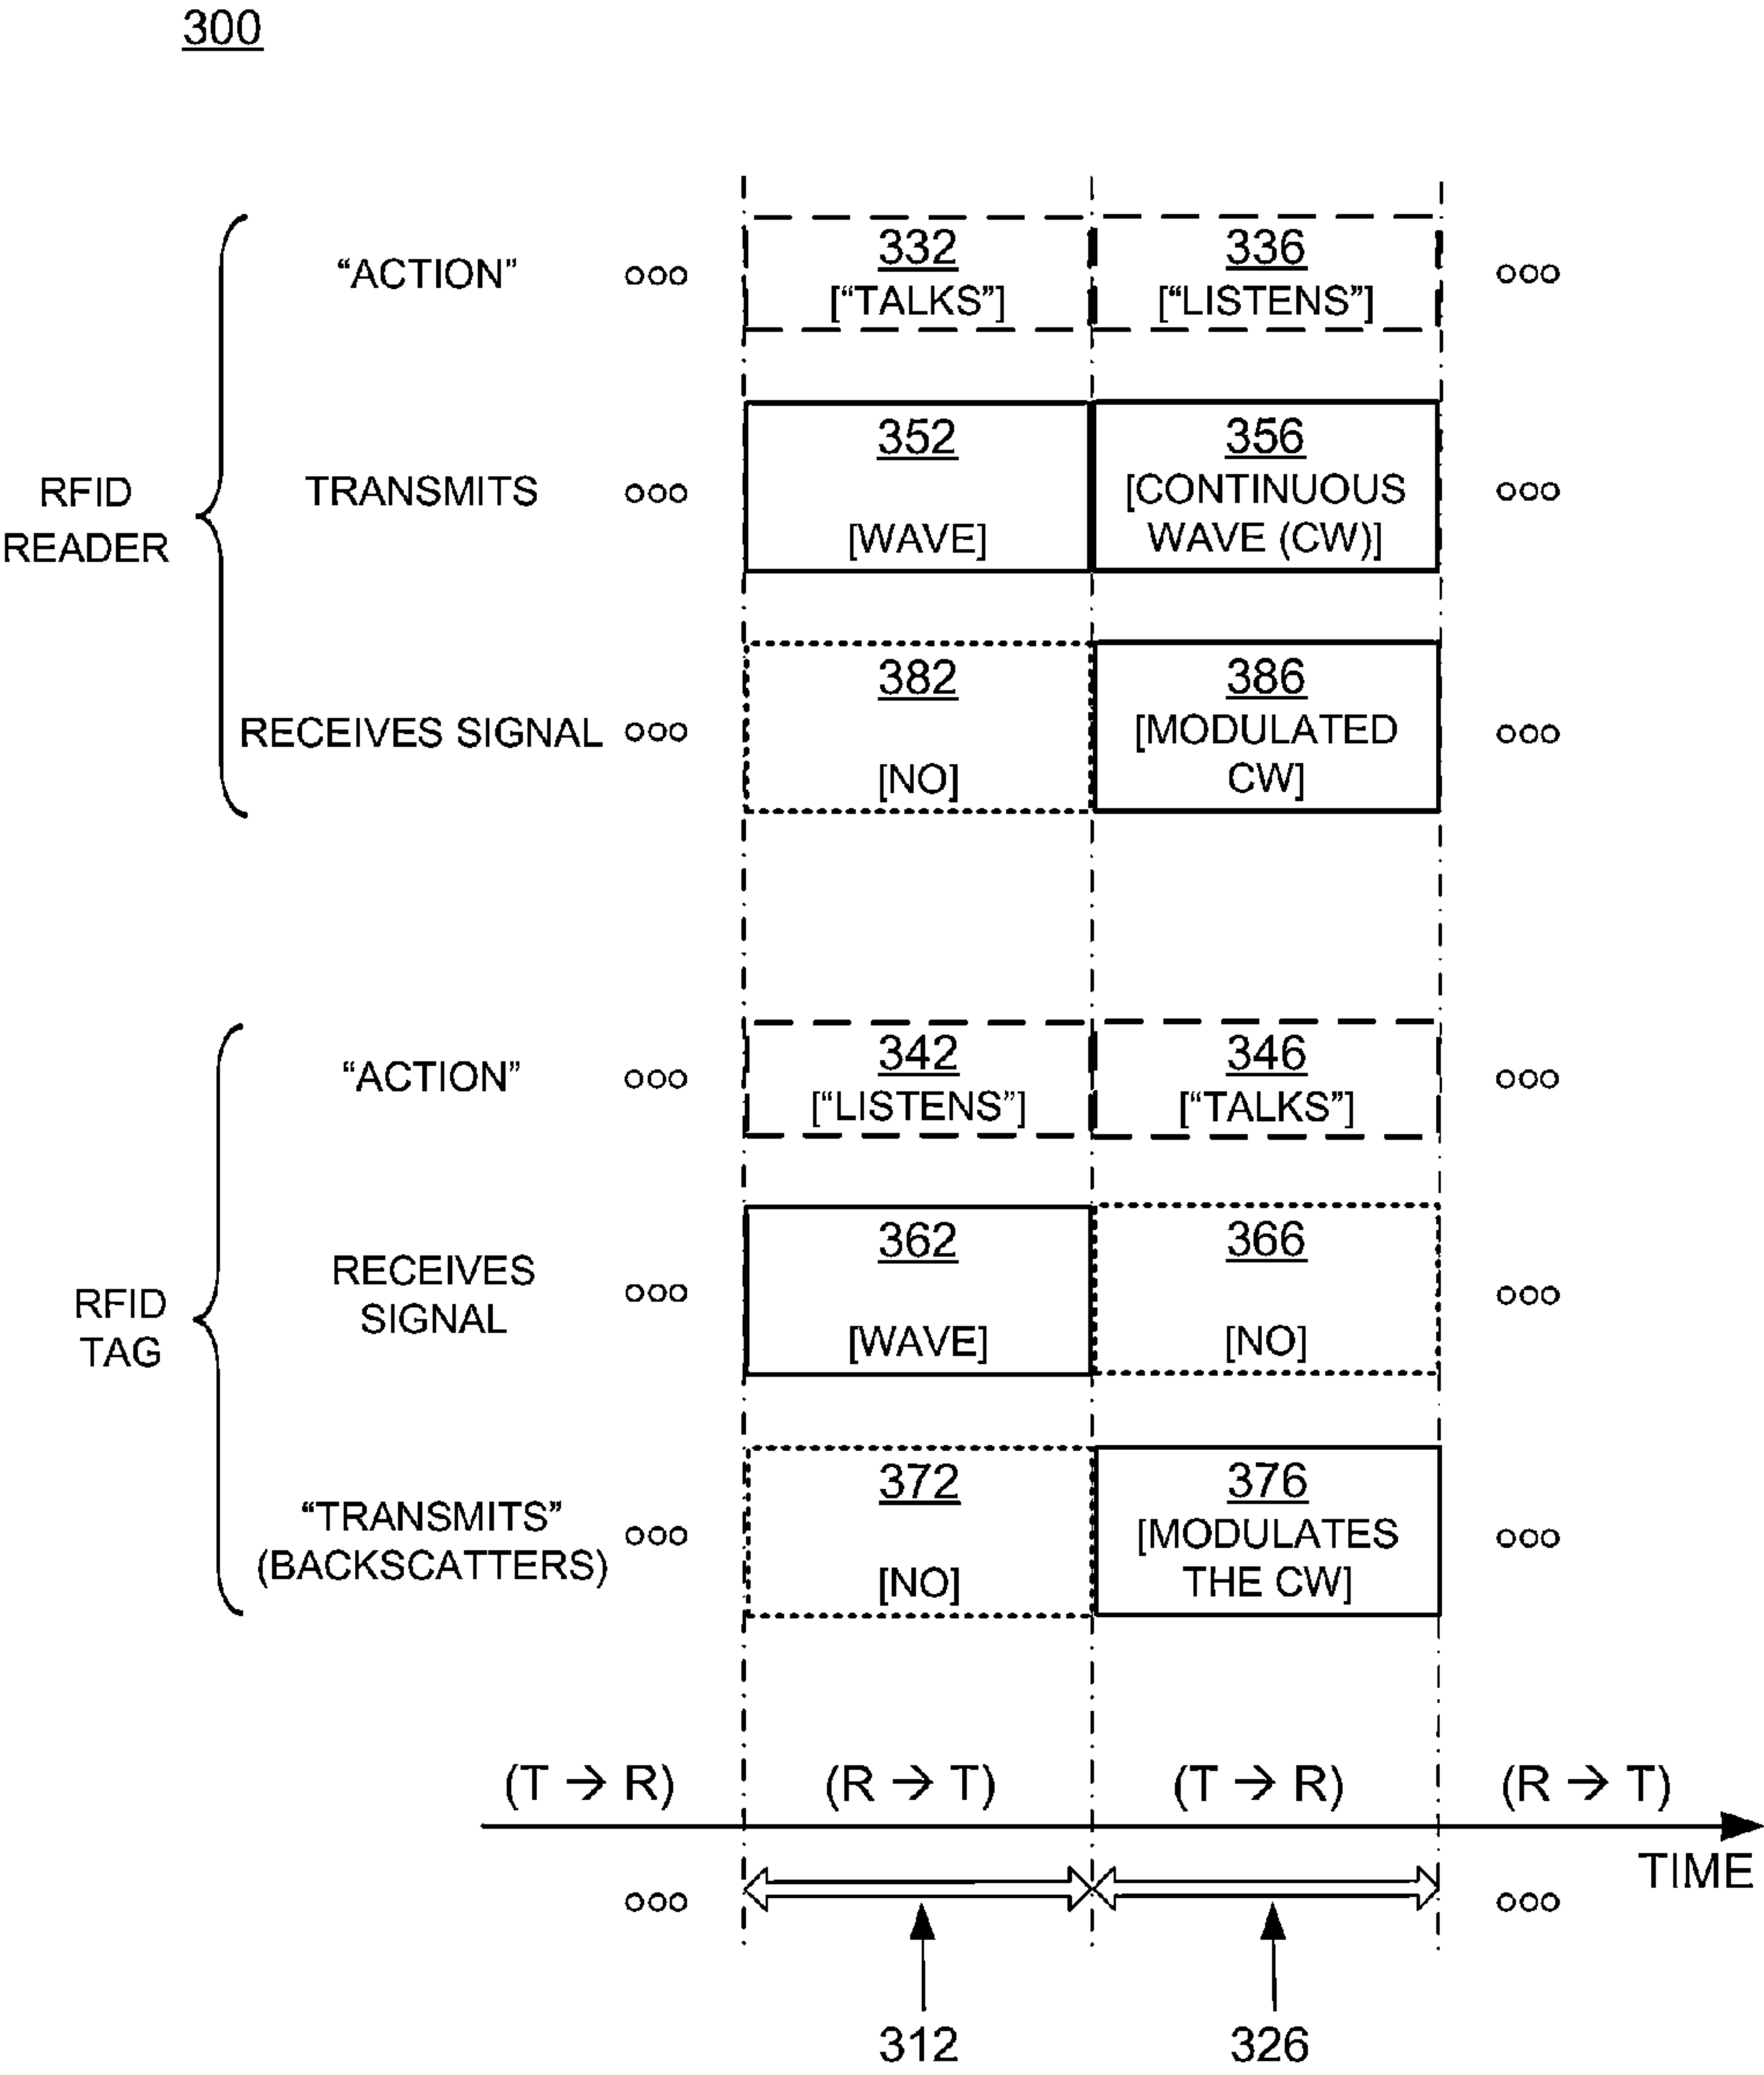 300
“ACTION”
ooo
332
[“TALKS”]
336
[“LISTENS”]
ooo
RFID
READER
TRANSMITS
ooo
352
[WAVE]
356
[CONTINUOUS
WAVE (CW)]
ooo
RECEIVES SIGNAL
ooo
382
[NO]
386
[MODULATED
CW]
ooo
“ACTION”
ooo
342
[“LISTENS”]
346
[“TALKS”]
ooo
RFID
TAG
RECEIVES
SIGNAL
ooo
362
[WAVE]
366
[NO]
ooo
“TRANSMITS”
(BACKSCATTERS)
ooo
372
[NO]
376
[MODULATES
THE CW]
ooo
(T → R)
(R → T)
(T → R)
(R → T)
TIME
ooo
ooo
312
326